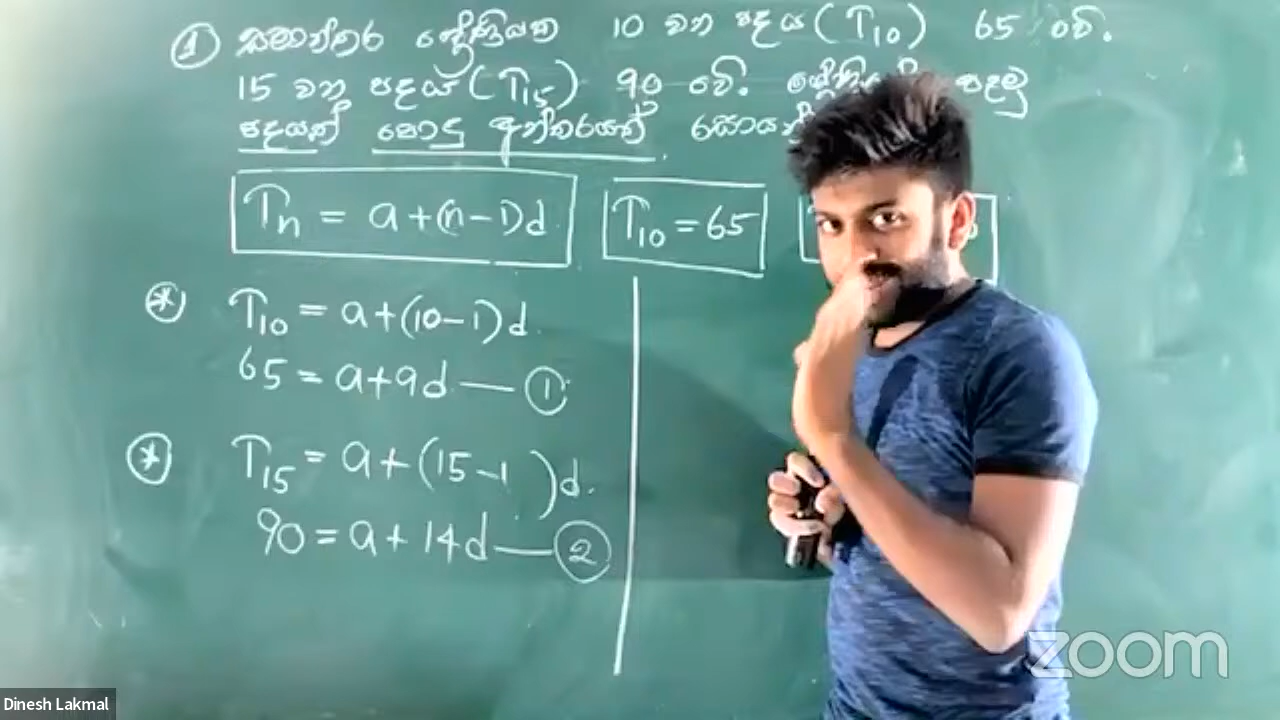 ① සමාන්තර ශ්‍රේණියක 10 වන පදය (T₁₀) 65 වේ.
15 වන පදය (T₁₅) 90 වේ. පළමු
පදයත් පොදු අන්තරයත්
Tn = a+(n-1)d
T₁₀ = 65
* T₁₀ = a+(10-1)d
65 = a+9d — ①
* T₁₅ = a+(15-1)d.
90 = a+14d — ②
zoom
Dinesh Lakmal